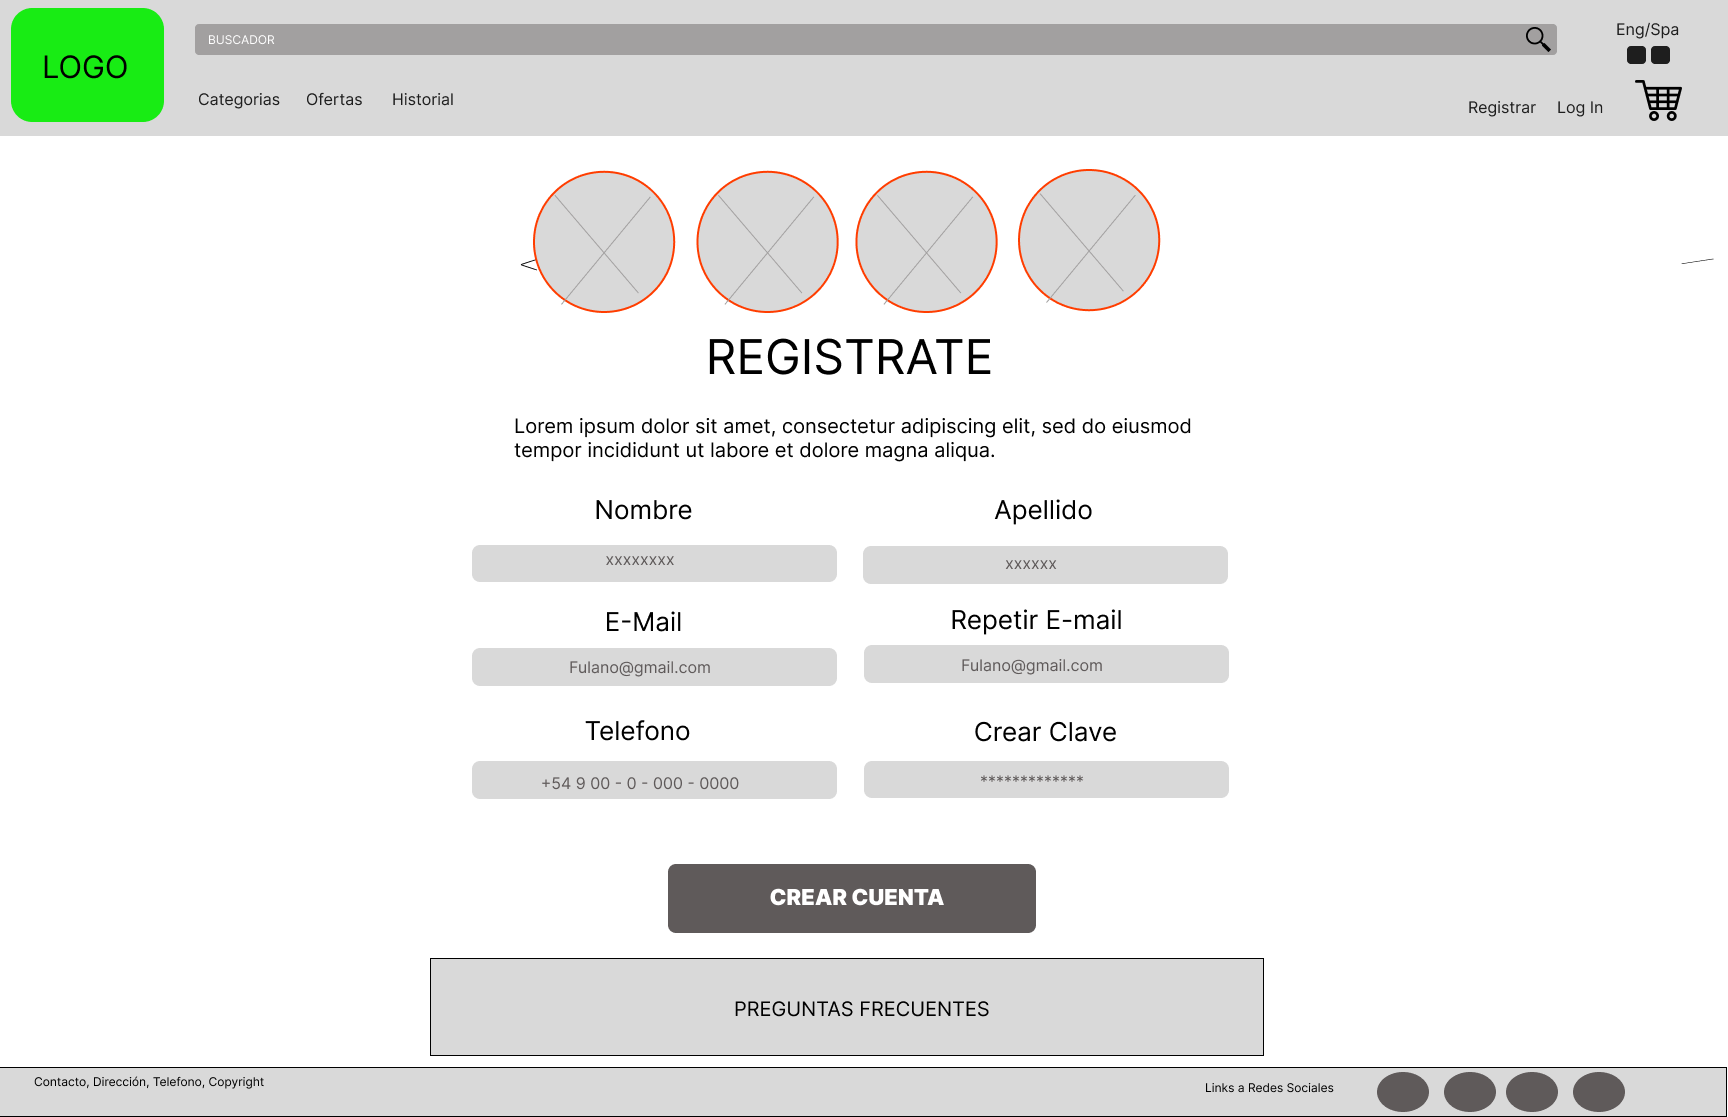 LOGO
BUSCADOR
Eng/Spa
Categorias
Ofertas
Historial
Registrar
Log In
REGISTRATE
Lorem ipsum dolor sit amet, consectetur adipiscing elit, sed do eiusmod
tempor incididunt ut labore et dolore magna aliqua.
Nombre
Apellido
xxxxxxxx
xxxxxx
E-Mail
Repetir E-mail
Fulano@gmail.com
Fulano@gmail.com
Telefono
Crear Clave
+54 9 00 - 0 - 000 - 0000
*************
CREAR CUENTA
PREGUNTAS FRECUENTES
Contacto, Dirección, Telefono, Copyright
Links a Redes Sociales